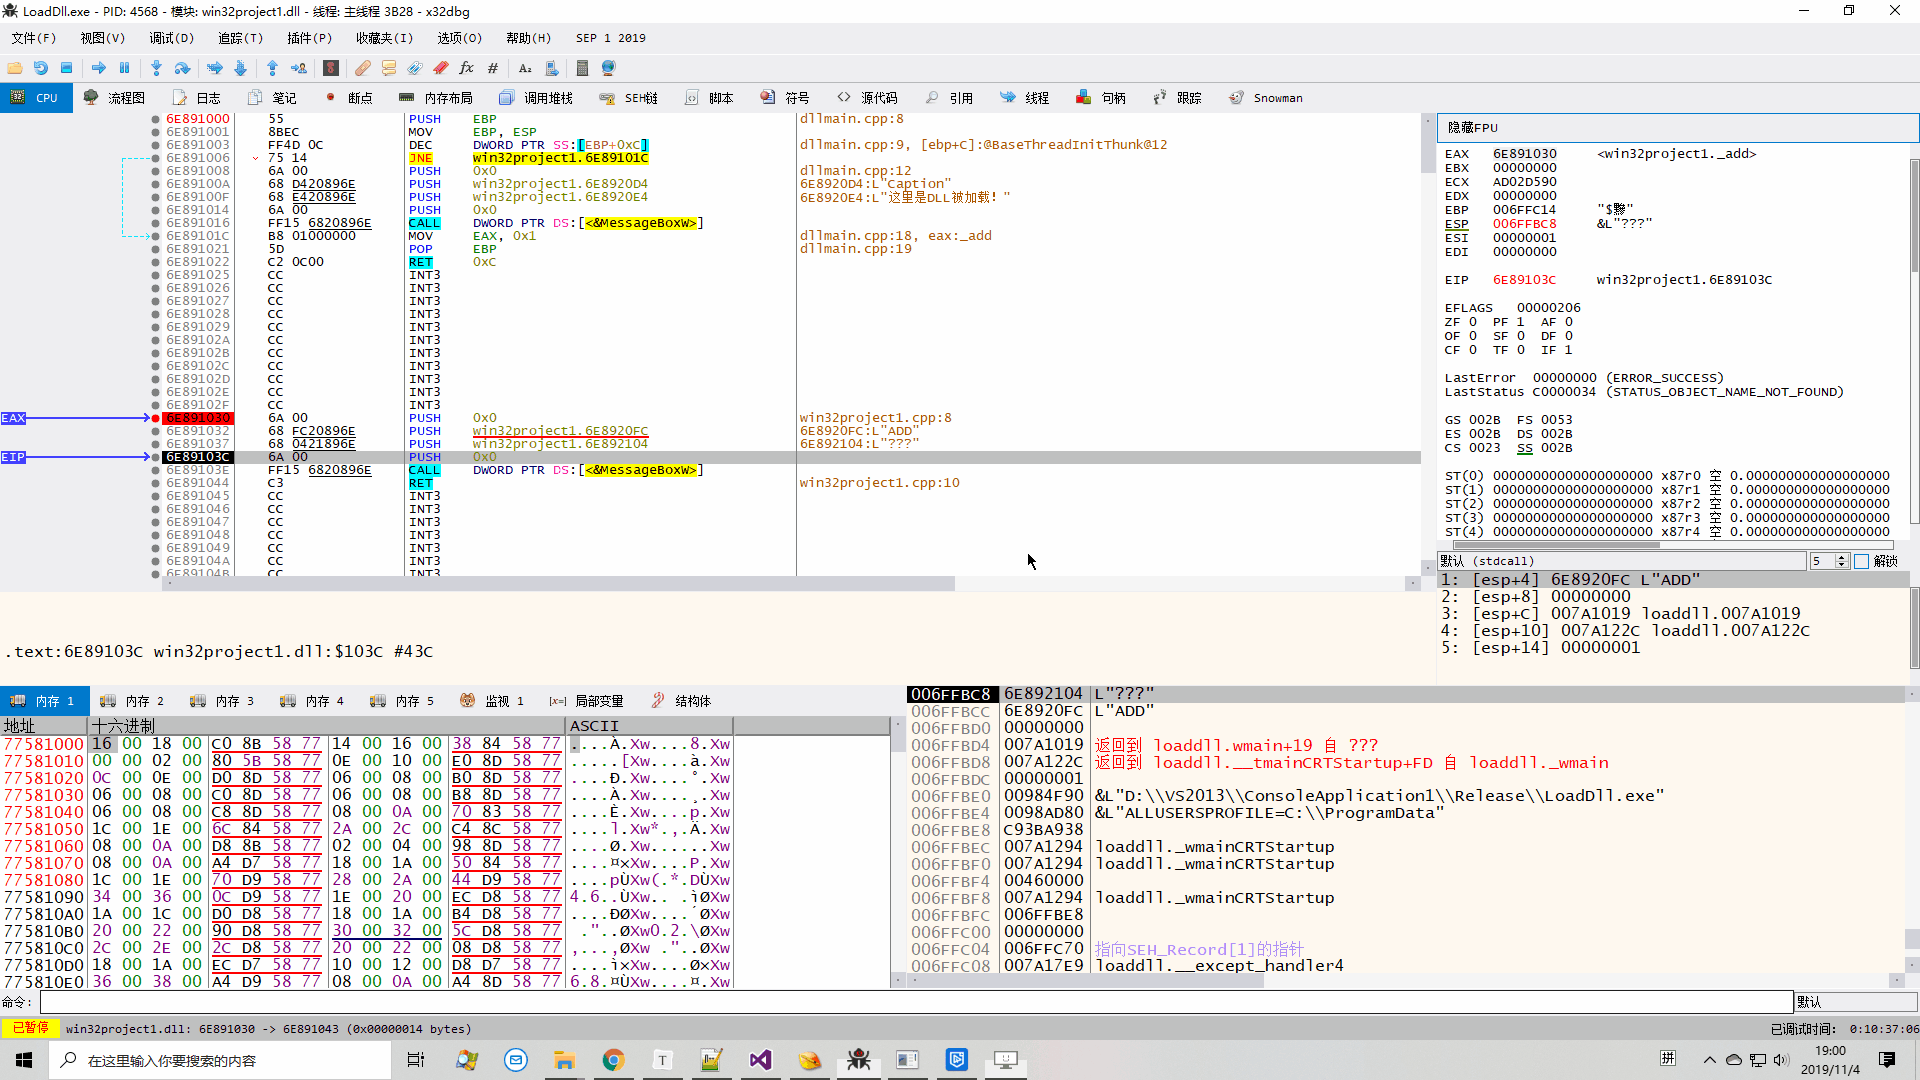 LoadDll.exe - PID: 4568 - 模块: win32project1.dll - 线程: 主线程 3B28 - x32dbg
文件(F) 视图(V) 调试(D) 追踪(T) 插件(P) 收藏夹(I) 选项(O) 帮助(H) SEP 1 2019
CPU 流程图 日志 笔记 断点 内存布局 调用堆栈 SEH链 脚本 符号 源代码 引用 线程 句柄 跟踪 Snowman
6E891000 55 PUSH EBP dllmain.cpp:8
6E891001 8BEC MOV EBP, ESP
6E891003 FF4D 0C DEC DWORD PTR SS:[EBP+0xC] dllmain.cpp:9, [ebp+C]:@BaseThreadInitThunk@12
6E891006 75 14 JNE win32project1.6E89101C
6E891008 6A 00 PUSH 0x0 dllmain.cpp:12
6E89100A 68 D420896E PUSH win32project1.6E8920D4 6E8920D4:L"Caption"
6E89100F 68 E420896E PUSH win32project1.6E8920E4 6E8920E4:L"这里是DLL被加载! "
6E891014 6A 00 PUSH 0x0
6E891016 FF15 6820896E CALL DWORD PTR DS:[<&MessageBoxW>]
6E89101C B8 01000000 MOV EAX, 0x1 dllmain.cpp:18, eax:_add
6E891021 5D POP EBP dllmain.cpp:19
6E891022 C2 0C00 RET 0xC
6E891025 CC INT3
6E891026 CC INT3
6E891027 CC INT3
6E891028 CC INT3
6E891029 CC INT3
6E89102A CC INT3
6E89102B CC INT3
6E89102C CC INT3
6E89102D CC INT3
6E89102E CC INT3
6E89102F CC INT3
EAX 6E891030 6A 00 PUSH 0x0 win32project1.cpp:8
6E891032 68 FC20896E PUSH win32project1.6E8920FC 6E8920FC:L"ADD"
6E891037 68 0421896E PUSH win32project1.6E892104 6E892104:L"???"
EIP 6E89103C 6A 00 PUSH 0x0
6E89103E FF15 6820896E CALL DWORD PTR DS:[<&MessageBoxW>]
6E891044 C3 RET win32project1.cpp:10
6E891045 CC INT3
6E891046 CC INT3
6E891047 CC INT3
6E891048 CC INT3
6E891049 CC INT3
6E89104A CC INT3
6E89104B CC INT3
.text:6E89103C win32project1.dll:$103C #43C
隐藏FPU
EAX 6E891030 <win32project1._add>
EBX 00000000
ECX AD02D590
EDX 00000000
EBP 006FFC14
ESP 006FFBC8 &L"???"
ESI 00000001
EDI 00000000
EIP 6E89103C win32project1.6E89103C
EFLAGS 00000206
ZF 0 PF 1 AF 0
OF 0 SF 0 DF 0
CF 0 TF 0 IF 1
LastError 00000000 (ERROR_SUCCESS)
LastStatus C0000034 (STATUS_OBJECT_NAME_NOT_FOUND)
GS 002B FS 0053
ES 002B DS 002B
CS 0023 SS 002B
ST(0) 00000000000000000000 x87r0 空 0.000000000000000000
ST(1) 00000000000000000000 x87r1 空 0.000000000000000000
ST(2) 00000000000000000000 x87r2 空 0.000000000000000000
ST(3) 00000000000000000000 x87r3 空 0.000000000000000000
ST(4) 00000000000000000000 x87r4 空 0.000000000000000000
默认 (stdcall) 5 解锁
1: [esp+4] 6E8920FC L"ADD"
2: [esp+8] 00000000
3: [esp+C] 007A1019 loaddll.007A1019
4: [esp+10] 007A122C loaddll.007A122C
5: [esp+14] 00000001
内存 1 内存 2 内存 3 内存 4 内存 5 监视 1 局部变量 结构体
地址 十六进制 ASCII
77581000 16 00 18 00 C0 8B 58 77 14 00 16 00 38 84 58 77 ....À.Xw....8.Xw
77581010 00 00 02 00 80 5B 58 77 0E 00 10 00 E0 8D 58 77 .....[Xw....à.Xw
77581020 0C 00 0E 00 D0 8D 58 77 06 00 08 00 B0 8D 58 77 ....Ð.Xw....°.Xw
77581030 06 00 08 00 C0 8D 58 77 06 00 08 00 B8 8D 58 77 ....À.Xw....¸.Xw
77581040 06 00 08 00 C8 8D 58 77 08 00 0A 00 70 83 58 77 ....È.Xw....p.Xw
77581050 1C 00 1E 00 6C 84 58 77 2A 00 2C 00 C4 8C 58 77 ....l.Xw*.,.Ä.Xw
77581060 08 00 0A 00 D8 8B 58 77 02 00 04 00 98 8D 58 77 ....Ø.Xw......Xw
77581070 08 00 0A 00 A4 D7 58 77 18 00 1A 00 50 84 58 77 ....¤×Xw....P.Xw
77581080 1C 00 1E 00 70 D9 58 77 28 00 2A 00 44 D9 58 77 ....pÙXw(.*.DÙXw
77581090 34 00 36 00 0C D9 58 77 1E 00 20 00 EC D8 58 77 4.6..ÙXw.. .ìØXw
775810A0 1A 00 1C 00 D0 D8 58 77 18 00 1A 00 B4 D8 58 77 ....ÐØXw....´ØXw
775810B0 20 00 22 00 90 D8 58 77 30 00 32 00 5C D8 58 77  ."..ØXw0.2.\ØXw
775810C0 2C 00 2E 00 2C D8 58 77 20 00 22 00 08 D8 58 77 ,...,ØXw ."..ØXw
775810D0 18 00 1A 00 EC D7 58 77 10 00 12 00 D8 D7 58 77 ....ì×Xw....Ø×Xw
775810E0 36 00 38 00 A4 D9 58 77 08 00 0A 00 A4 8D 58 77 6.8.¤ÙXw....¤.Xw
006FFBC8 6E892104 L"???"
006FFBCC 6E8920FC L"ADD"
006FFBD0 00000000
006FFBD4 007A1019 返回到 loaddll.wmain+19 自 ???
006FFBD8 007A122C 返回到 loaddll.__tmainCRTStartup+FD 自 loaddll._wmain
006FFBDC 00000001
006FFBE0 00984F90 &L"D:\\VS2013\\ConsoleApplication1\\Release\\LoadDll.exe"
006FFBE4 0098AD80 &L"ALLUSERSPROFILE=C:\\ProgramData"
006FFBE8 C93BA938
006FFBEC 007A1294 loaddll._wmainCRTStartup
006FFBF0 007A1294 loaddll._wmainCRTStartup
006FFBF4 00460000
006FFBF8 007A1294 loaddll._wmainCRTStartup
006FFBFC 006FFBE8
006FFC00 00000000
006FFC04 006FFC70 指向SEH_Record[1]的指针
006FFC08 007A17E9 loaddll.__except_handler4
命令: 默认
已暂停 win32project1.dll: 6E891030 -> 6E891043 (0x00000014 bytes) 已调试时间: 0:10:37:06
在这里输入你要搜索的内容 拼 19:00
2019/11/4